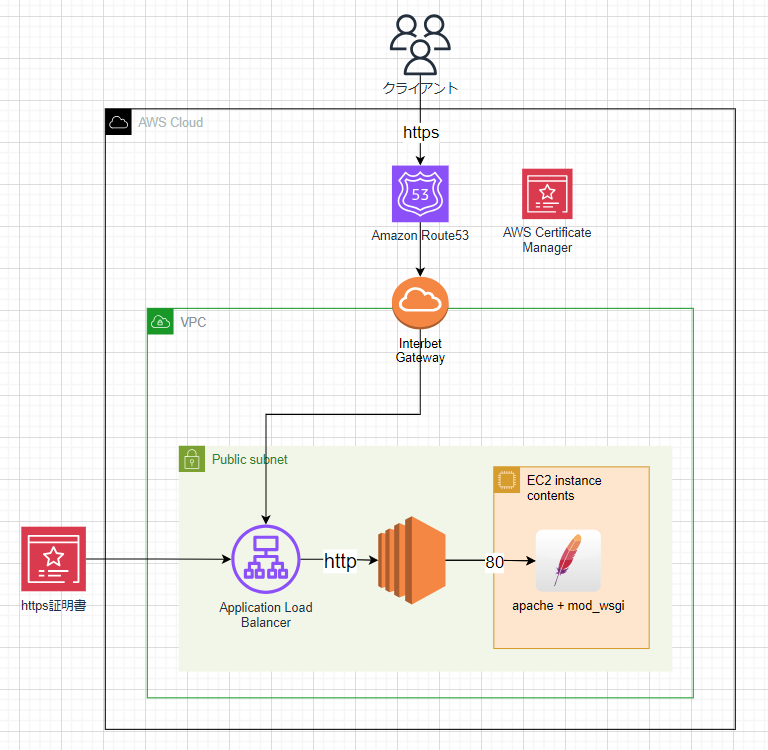 クライアント
AWS Cloud
https
53
Amazon Route53
AWS Certificate
Manager
VPC
Interbet
Gateway
Public subnet
EC2 instance
contents
http
80
https証明書
Application Load
Balancer
apache + mod_wsgi